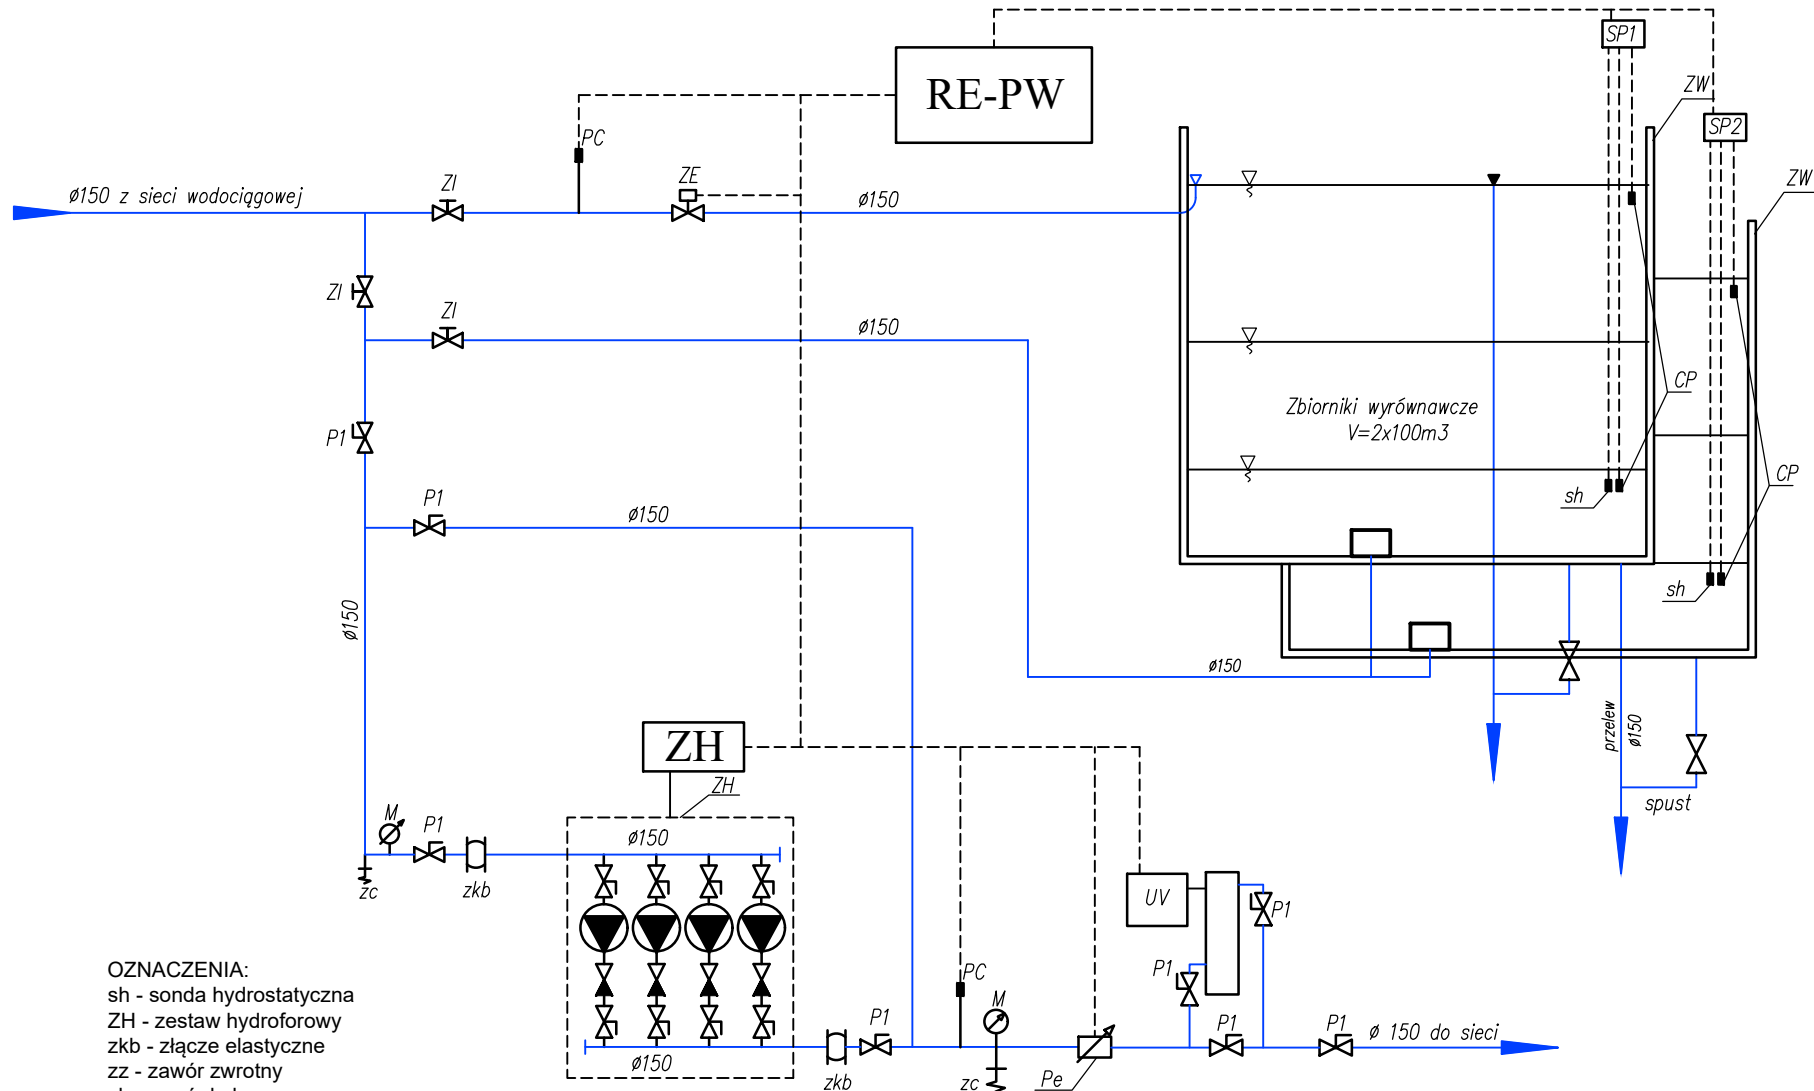 SP1
RE-PW
ZW
SP2
PC
ZE
ZW
ø150 z sieci wodociągowej
ZI
ø150
ZI
ZI
ø150
CP
Zbiorniki wyrównawcze
V=2x100m3
P1
CP
P1
ø150
sh
sh
ø150
ø150
przelew
ø150
ZH
ZH
spust
M
P1
ø150
zc
zkb
UV
P1
OZNACZENIA:
sh - sonda hydrostatyczna
ZH - zestaw hydroforowy
zkb - złącze elastyczne
zz - zawór zwrotny
PC
P1
M
P1
P1
P1
ø 150 do sieci
ø150
zkb
zc
Pe